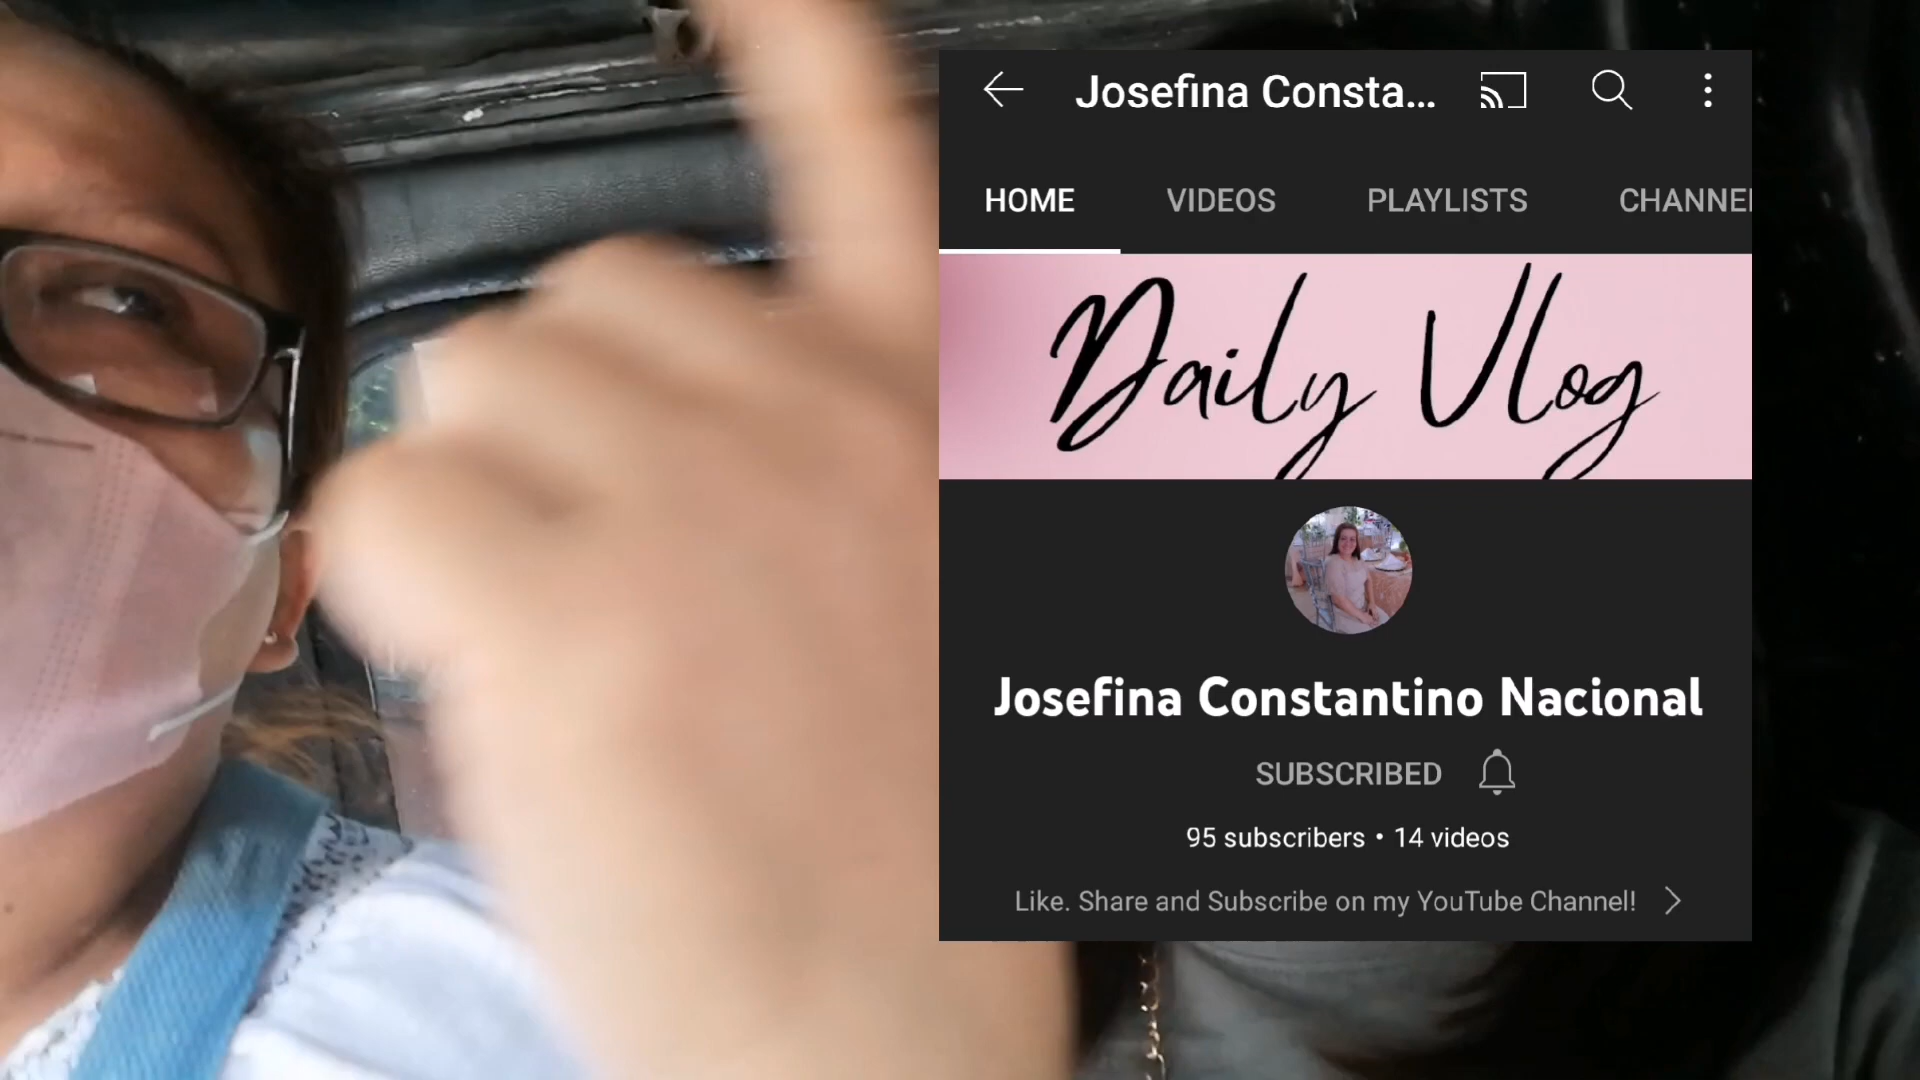 Josefina Consta...
HOME VIDEOS PLAYLISTS CHANNEL
Daily Vlog
Josefina Constantino Nacional
SUBSCRIBED
95 subscribers • 14 videos
Like. Share and Subscribe on my YouTube Channel!